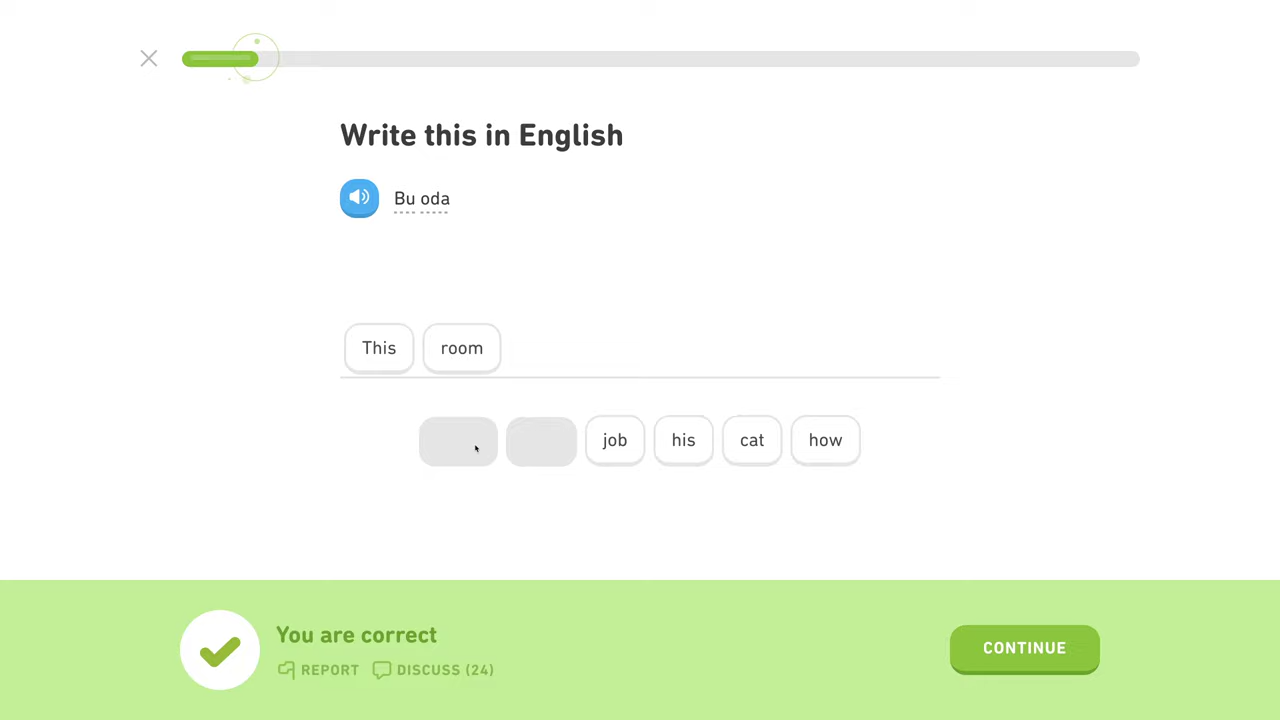 Write this in English
Bu oda
This room
job his cat how
You are correct
REPORT DISCUSS (24)
CONTINUE